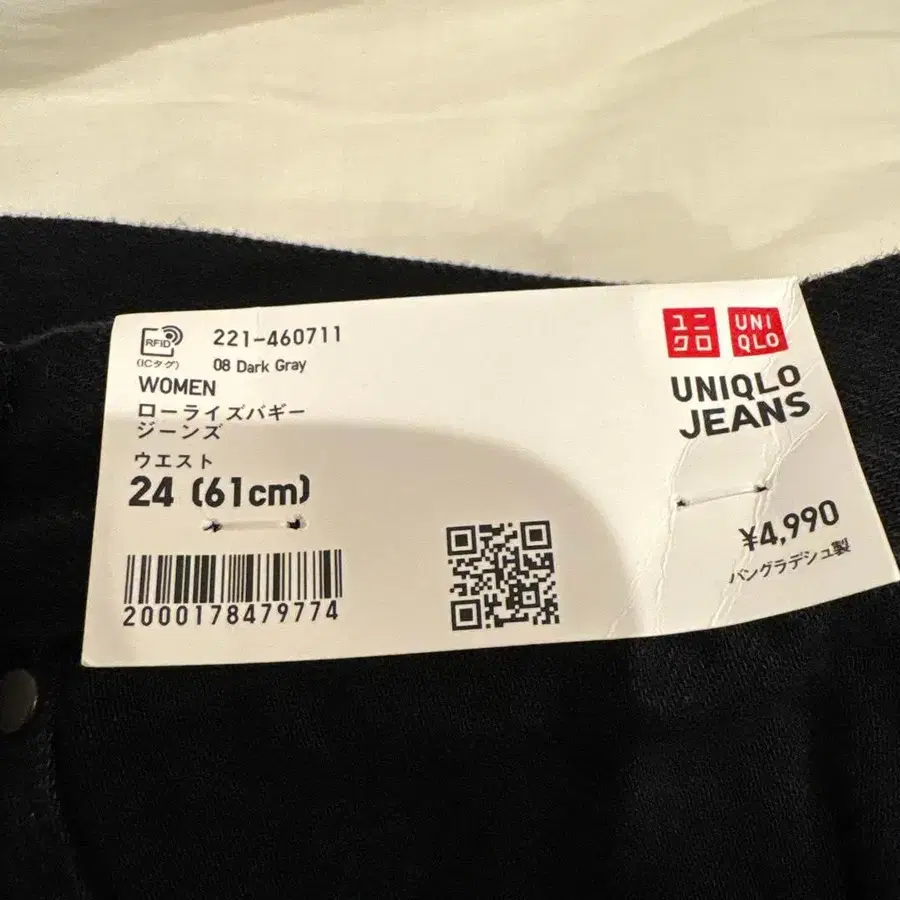 RFID
(ICタグ)
221-460711
08 Dark Gray
WOMEN
ローライズバギー
ジーンズ
ウエスト
24 (61cm)
2000178479774
ユニ
クロ
UNI
QLO
UNIQLO
JEANS
¥4,990
バングラデシュ製